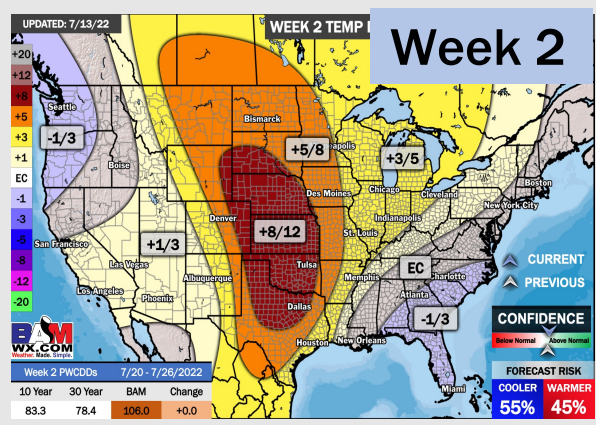 UPDATED: 7/13/22
WEEK 2 TEMP
Week 2
+20
+12
+8
+5
+3
+1
EC
-1
-3
-5
-8
-12
-20
Seattle
-1/3
Boise
Bismarck
+5/8
eapolis
+3/5
Des Moines
Chicago
Cleveland
Boston
New York City
Denver
+8/12
Indianapolis
St. Louis
San Francisco
+1/3
Las Vegas
Los Angeles
Phoenix
Albuquerque
Tulsa
Memphis
EC
Charlotte
Atlanta
Dallas
-1/3
Houston
New Orleans
Miami
CURRENT
PREVIOUS
CONFIDENCE
Below Normal
Above Normal
FORECAST RISK
COOLER
WARMER
55%
45%
BAM
WX.COM
Weather. Made. Simple.
Week 2 PWCDDs
7/20 - 7/26/2022
10 Year
30 Year
BAM
Change
83.3
78.4
106.0
+0.0